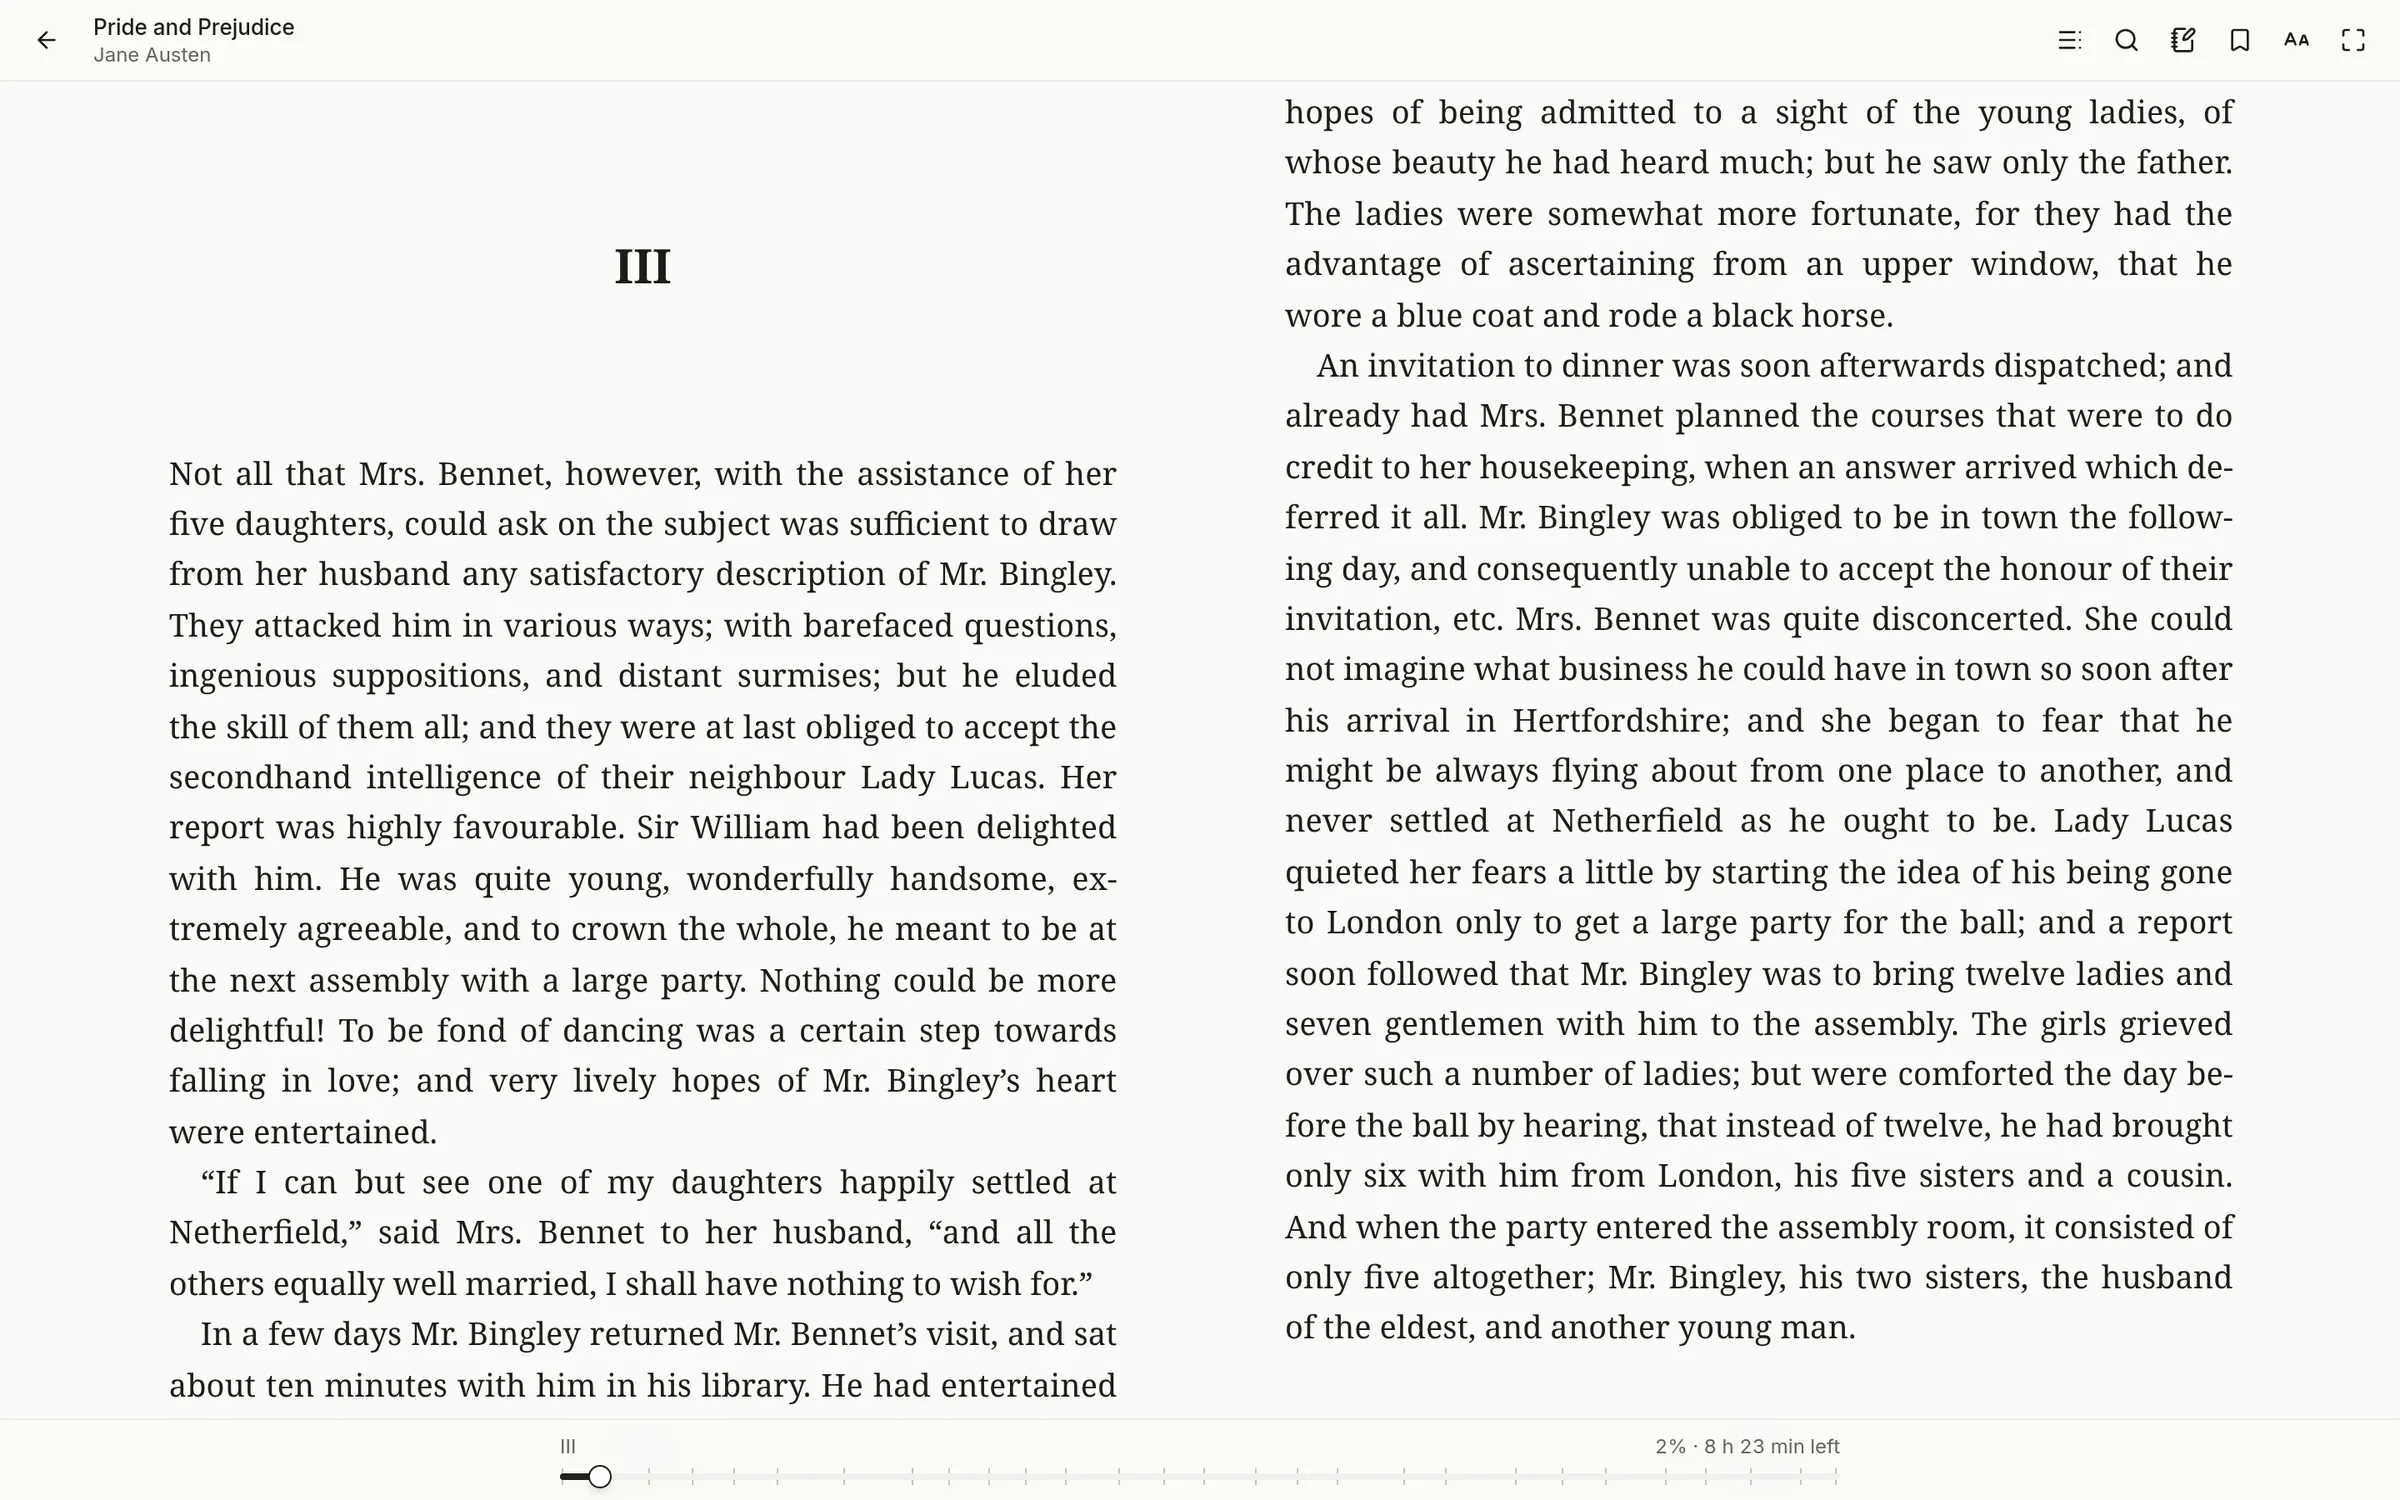 Pride and Prejudice
Jane Austen
AA
III
Not all that Mrs. Bennet, however, with the assistance of her
five daughters, could ask on the subject was sufficient to draw
from her husband any satisfactory description of Mr. Bingley.
They attacked him in various ways; with barefaced questions,
ingenious suppositions, and distant surmises; but he eluded
the skill of them all; and they were at last obliged to accept the
secondhand intelligence of their neighbour Lady Lucas. Her
report was highly favourable. Sir William had been delighted
with him. He was quite young, wonderfully handsome, ex-
tremely agreeable, and to crown the whole, he meant to be at
the next assembly with a large party. Nothing could be more
delightful! To be fond of dancing was a certain step towards
falling in love; and very lively hopes of Mr. Bingley’s heart
were entertained.
“If I can but see one of my daughters happily settled at
Netherfield,” said Mrs. Bennet to her husband, “and all the
others equally well married, I shall have nothing to wish for.”
In a few days Mr. Bingley returned Mr. Bennet’s visit, and sat
about ten minutes with him in his library. He had entertained
hopes of being admitted to a sight of the young ladies, of
whose beauty he had heard much; but he saw only the father.
The ladies were somewhat more fortunate, for they had the
advantage of ascertaining from an upper window, that he
wore a blue coat and rode a black horse.
An invitation to dinner was soon afterwards dispatched; and
already had Mrs. Bennet planned the courses that were to do
credit to her housekeeping, when an answer arrived which de-
ferred it all. Mr. Bingley was obliged to be in town the follow-
ing day, and consequently unable to accept the honour of their
invitation, etc. Mrs. Bennet was quite disconcerted. She could
not imagine what business he could have in town so soon after
his arrival in Hertfordshire; and she began to fear that he
might be always flying about from one place to another, and
never settled at Netherfield as he ought to be. Lady Lucas
quieted her fears a little by starting the idea of his being gone
to London only to get a large party for the ball; and a report
soon followed that Mr. Bingley was to bring twelve ladies and
seven gentlemen with him to the assembly. The girls grieved
over such a number of ladies; but were comforted the day be-
fore the ball by hearing, that instead of twelve, he had brought
only six with him from London, his five sisters and a cousin.
And when the party entered the assembly room, it consisted of
only five altogether; Mr. Bingley, his two sisters, the husband
of the eldest, and another young man.
III
2% · 8 h 23 min left